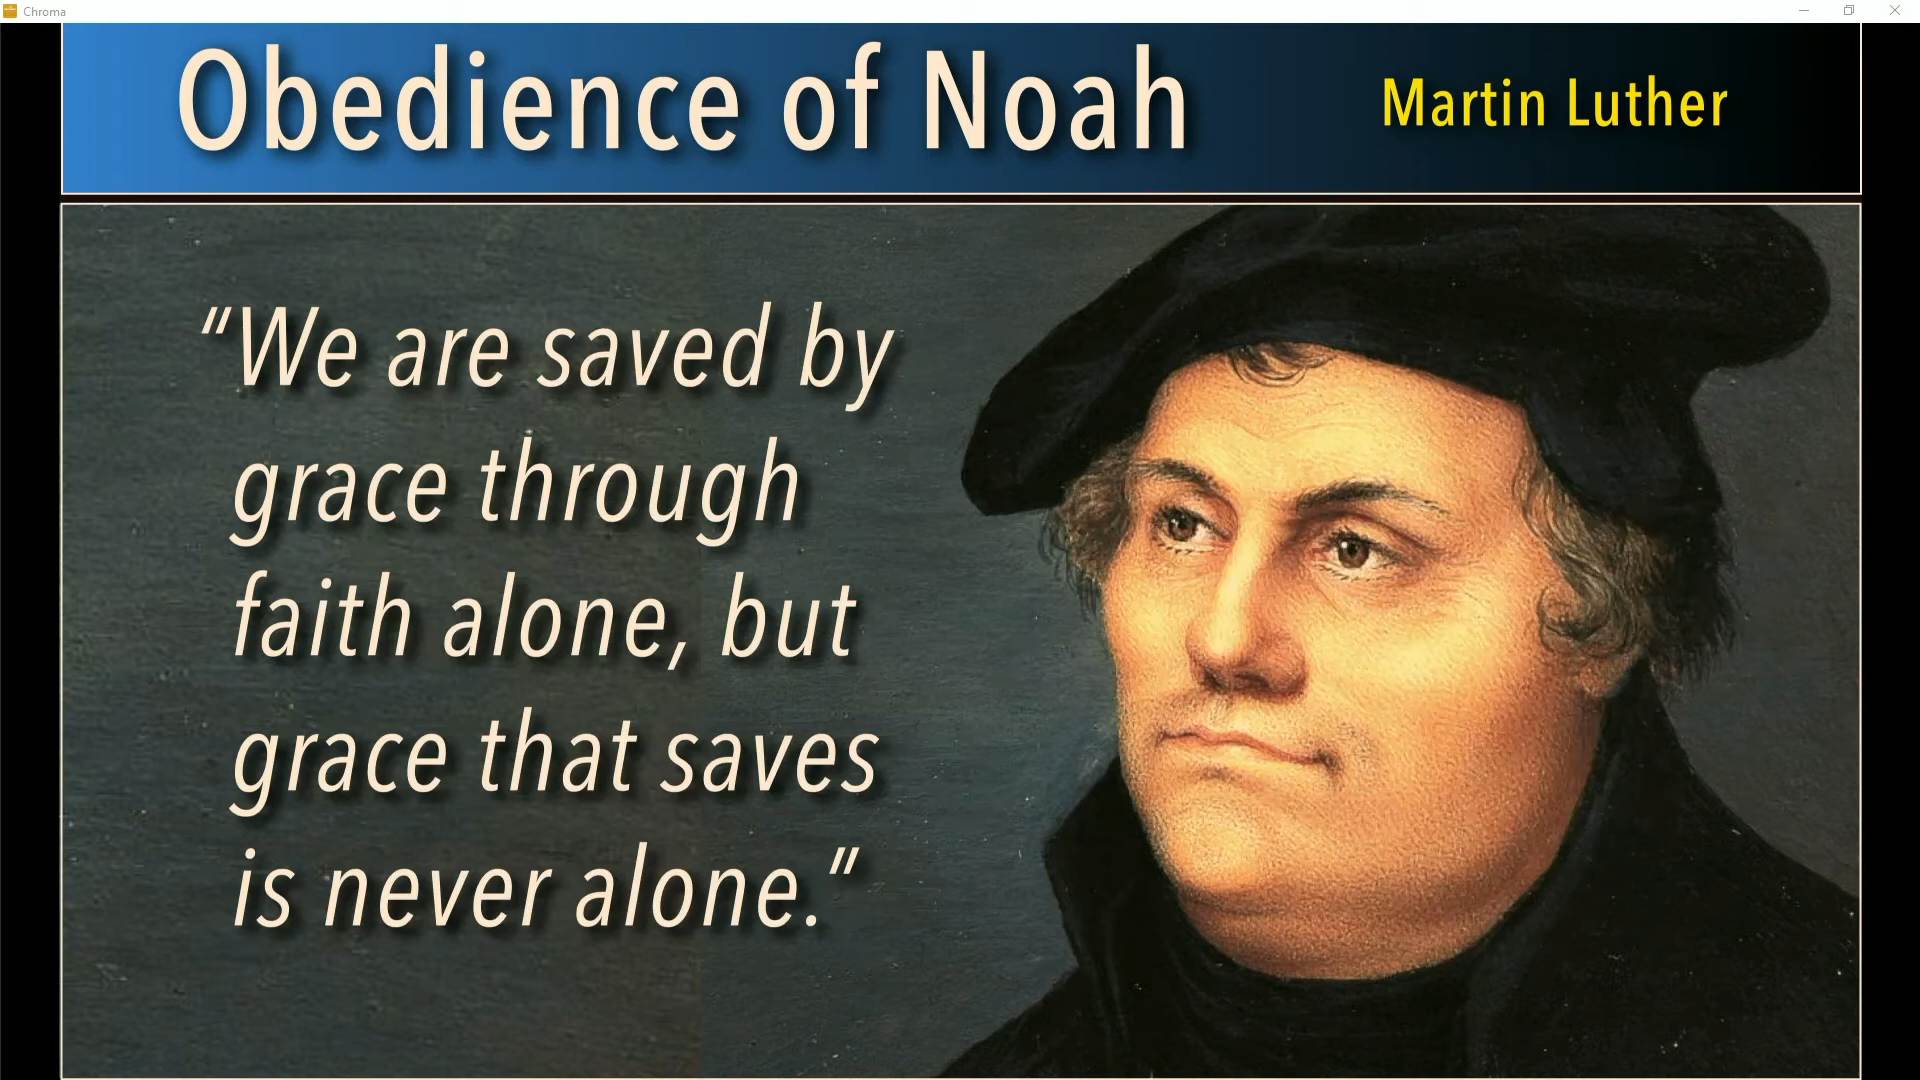 Chroma
Obedience of Noah
Martin Luther
“We are saved by
grace through
faith alone, but
grace that saves
is never alone.”